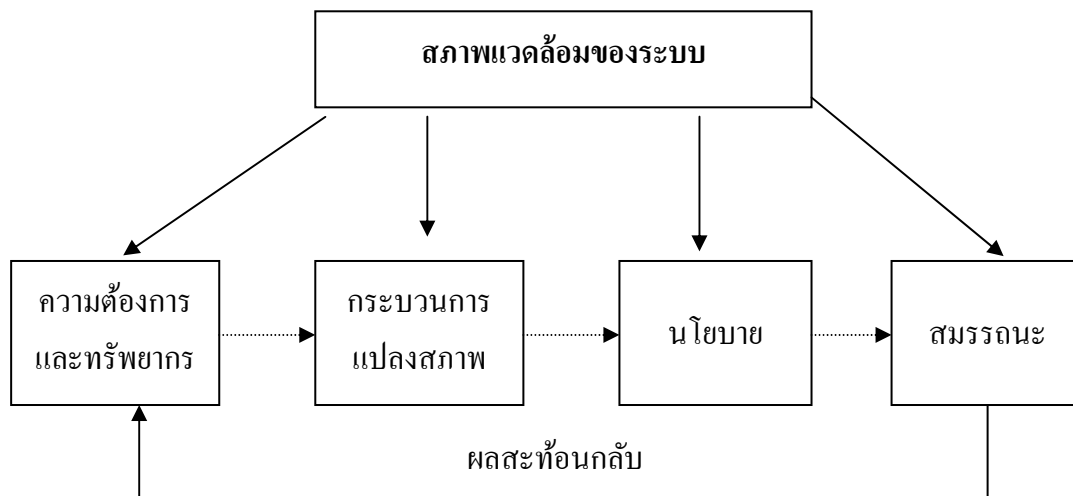 สภาพแวดล้อมของระบบ
ความต้องการ
และทรัพยากร
กระบวนการ
แปลงสภาพ
นโยบาย
สมรรถนะ
ผลสะท้อนกลับ